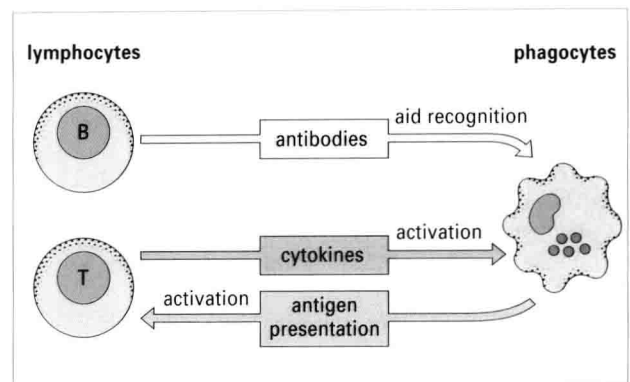 lymphocytes phagocytes
B
antibodies
aid recognition
T
cytokines
activation
activation
antigen
presentation